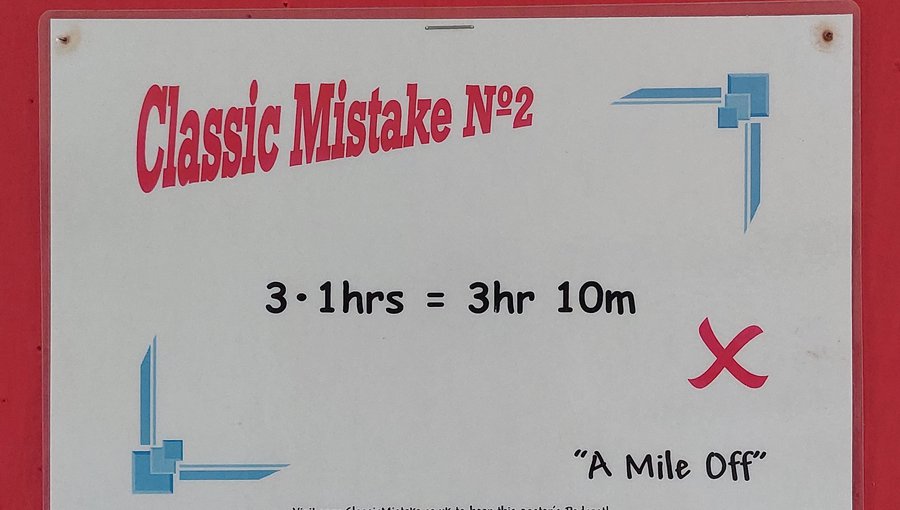 Classic Mistake Nº2
3·1hrs = 3hr 10m
X
"A Mile Off"